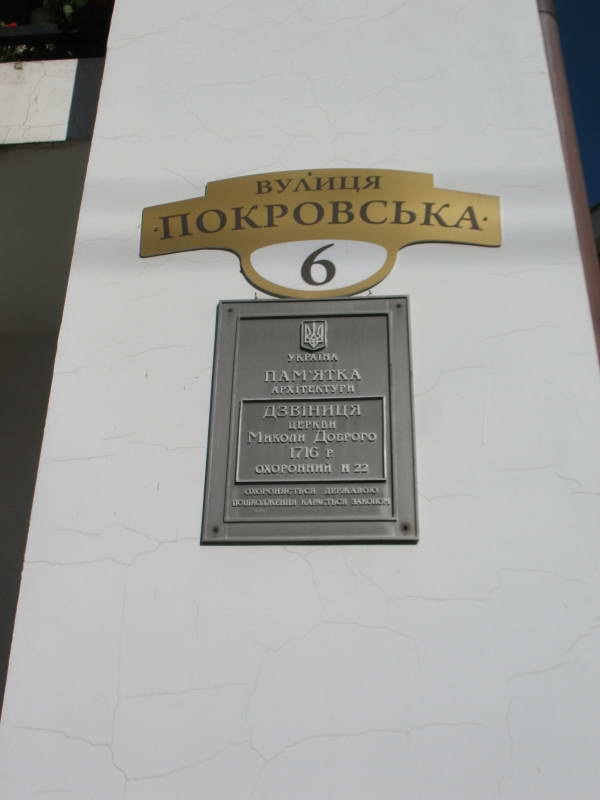 ВУЛИЦЯ
·ПОКРОВСЬКА·
6
УКРАЇНА
ПАМ'ЯТКА
АРХІТЕКТУРИ
ДЗВІНИЦЯ
ЦЕРКВИ
МИКОЛИ ДОБРОГО
1716 Р.
ОХОРОННИЙ N 22
ОХОРОНЯЄТЬСЯ ДЕРЖАВОЮ
ПОШКОДЖЕННЯ КАРАЄТЬСЯ ЗАКОНОМ